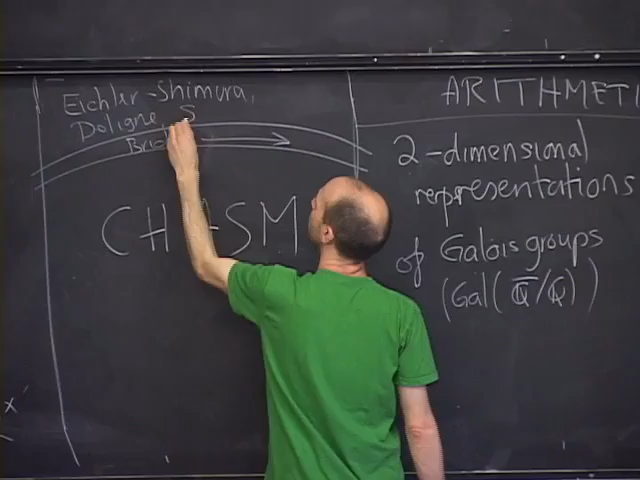 Eichler-Shimura,
Deligne, S
CHASM
ARITHMETI
2-dimensional
representations
of Galois groups
(Gal(Q̅/Q))
x